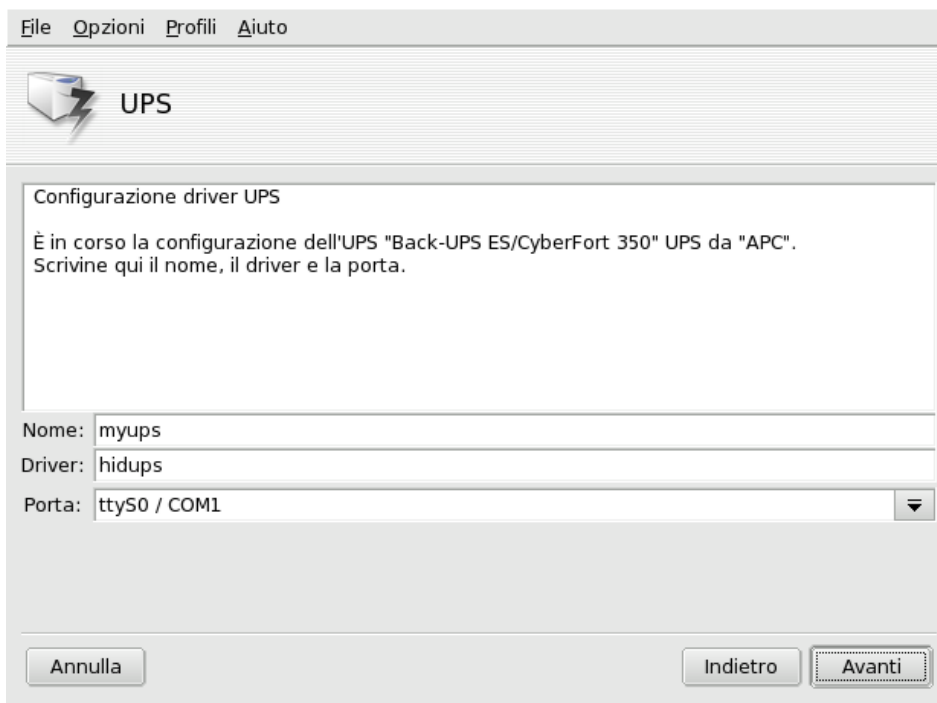 File Opzioni Profili Aiuto
UPS
Configurazione driver UPS
È in corso la configurazione dell'UPS "Back-UPS ES/CyberFort 350" UPS da "APC".
Scrivine qui il nome, il driver e la porta.
Nome: myups
Driver: hidups
Porta: ttyS0 / COM1
Annulla Indietro Avanti